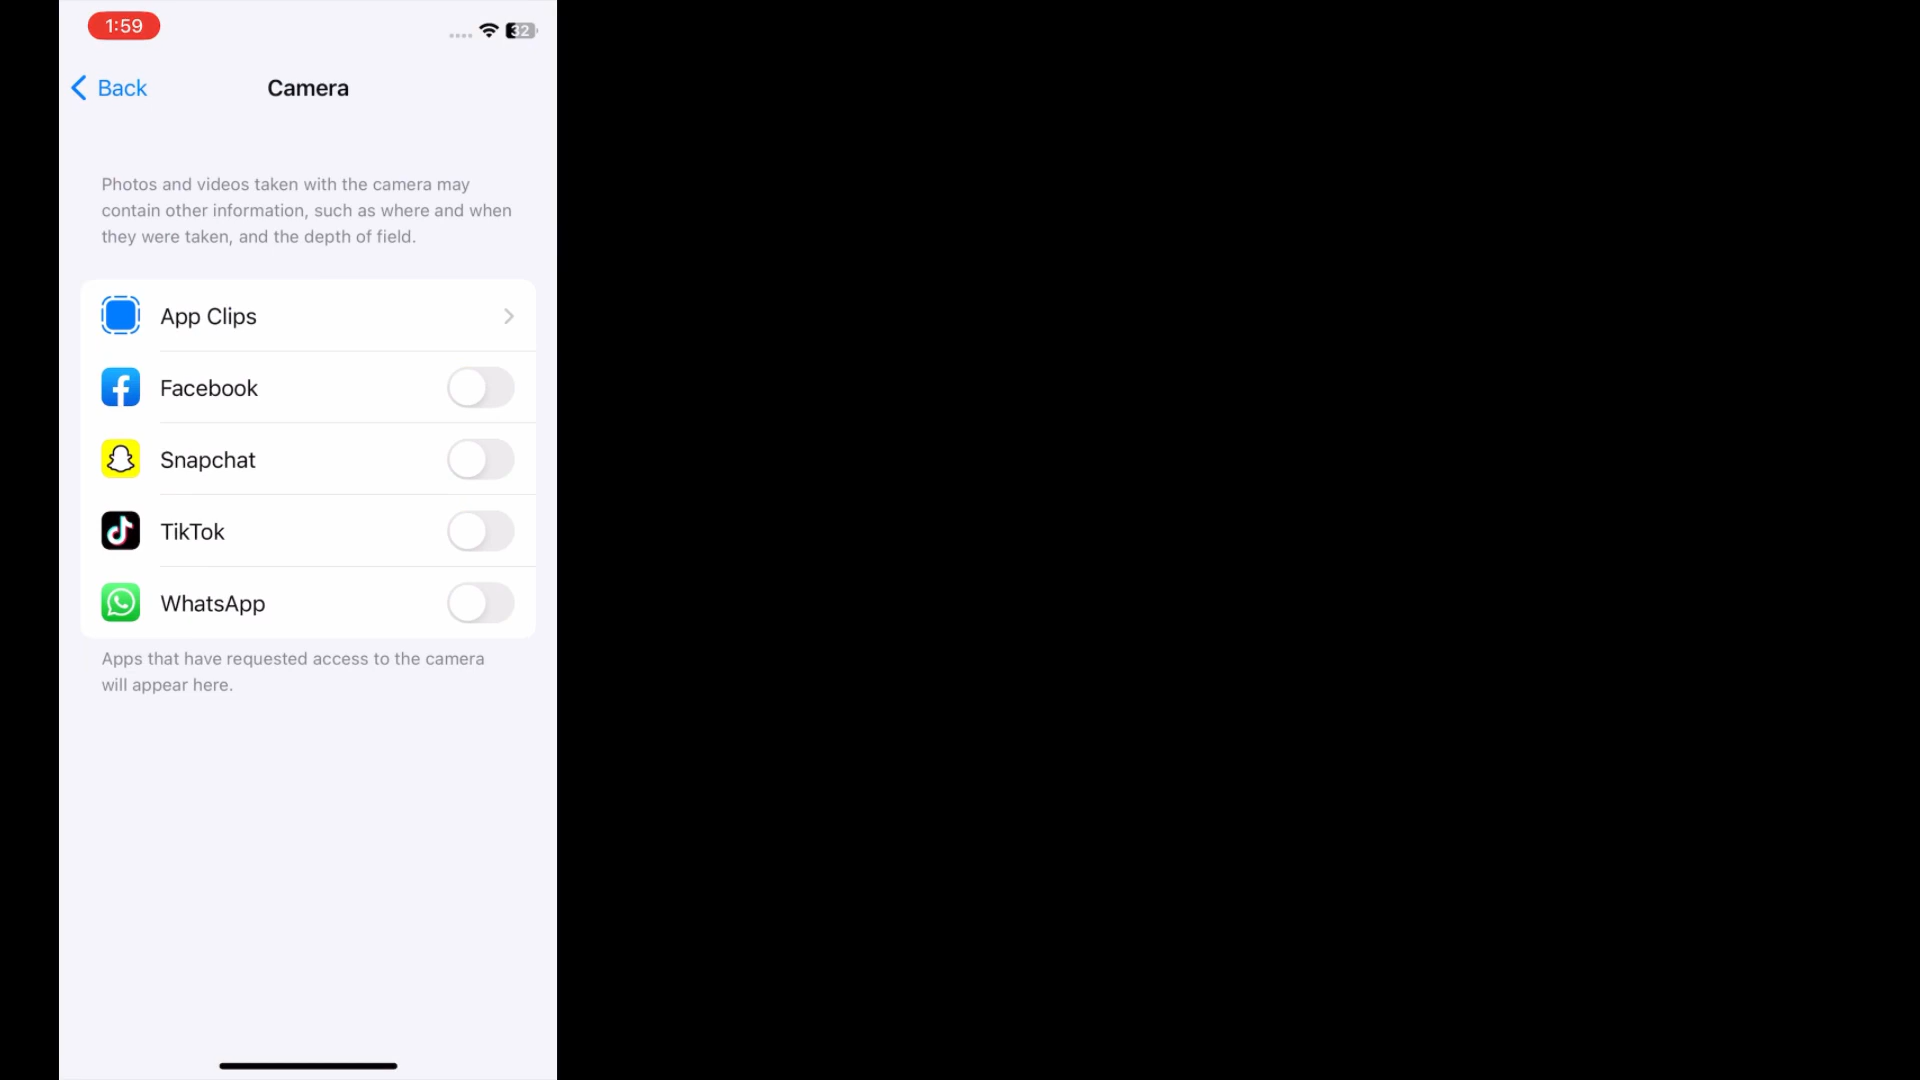 1:59
32
Back
Camera
Photos and videos taken with the camera may
contain other information, such as where and when
they were taken, and the depth of field.
App Clips
Facebook
Snapchat
TikTok
WhatsApp
Apps that have requested access to the camera
will appear here.